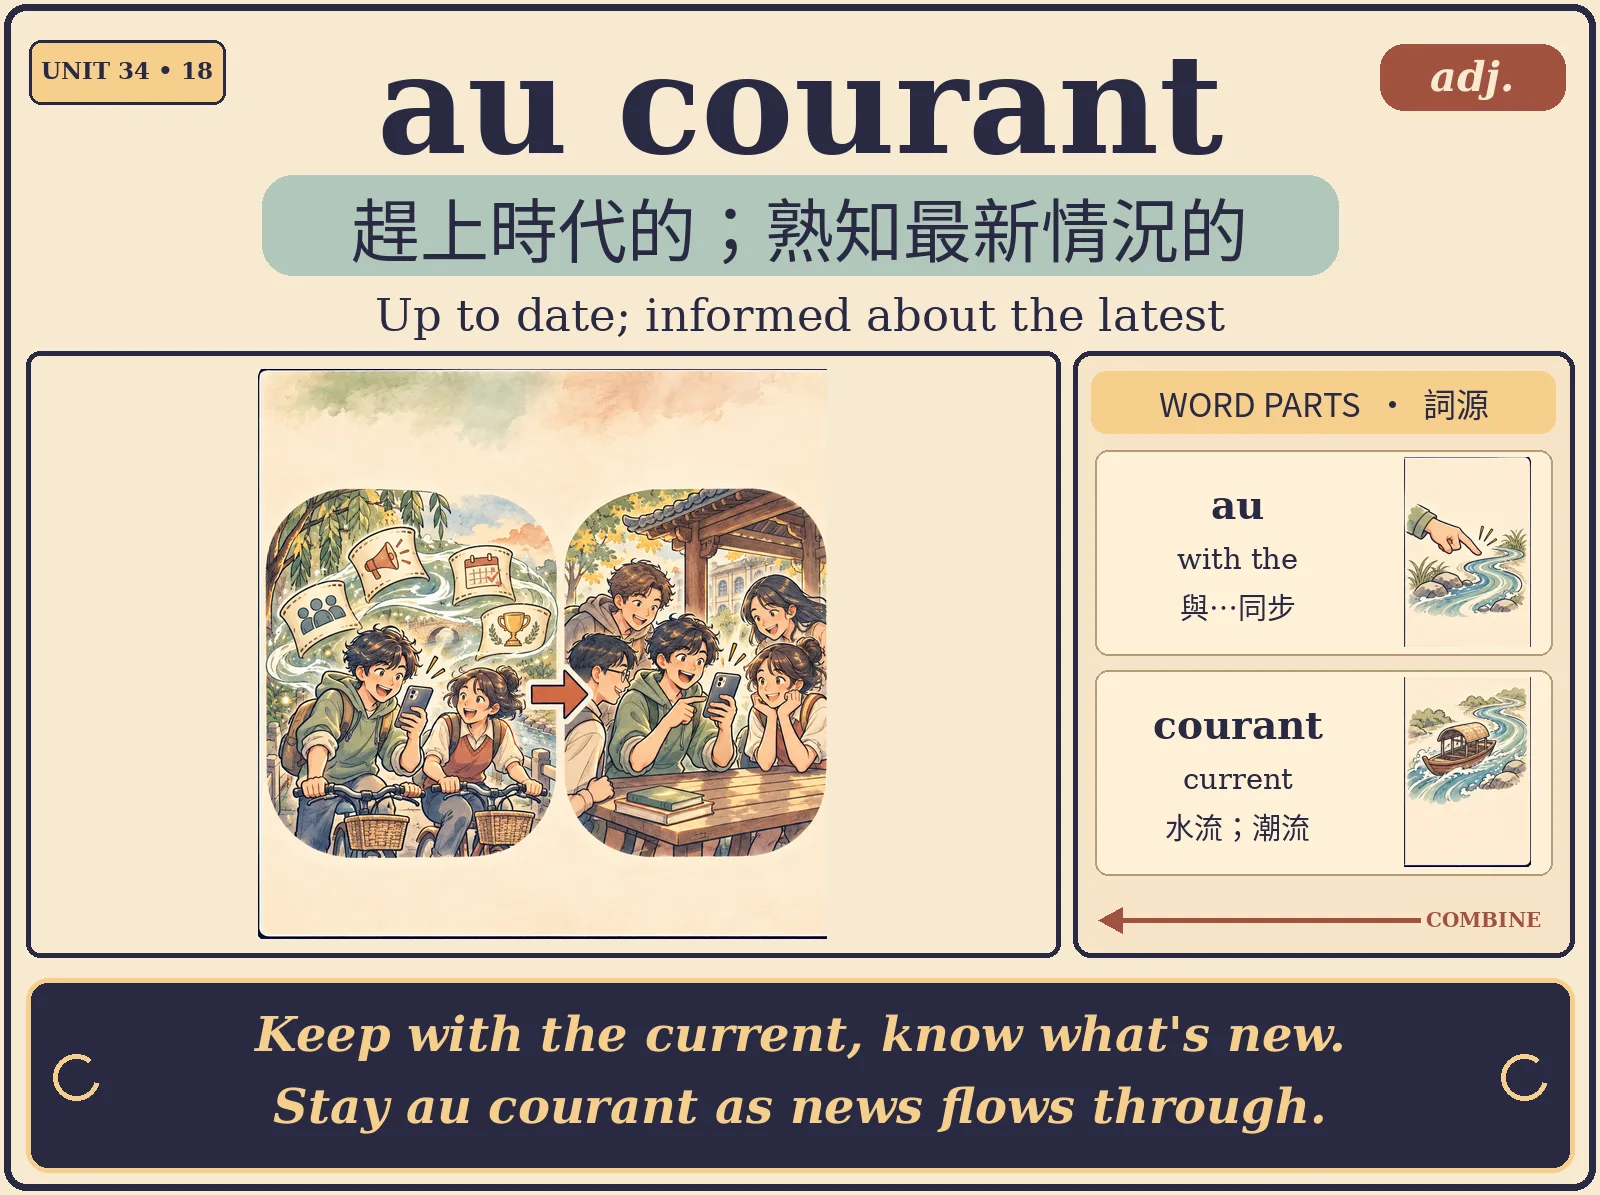 UNIT 34 • 18
au courant
adj.
趕上時代的；熟知最新情況的
Up to date; informed about the latest
WORD PARTS ・ 詞源
au
with the
與⋯同步
courant
current
水流；潮流
COMBINE
Keep with the current, know what's new.
Stay au courant as news flows through.